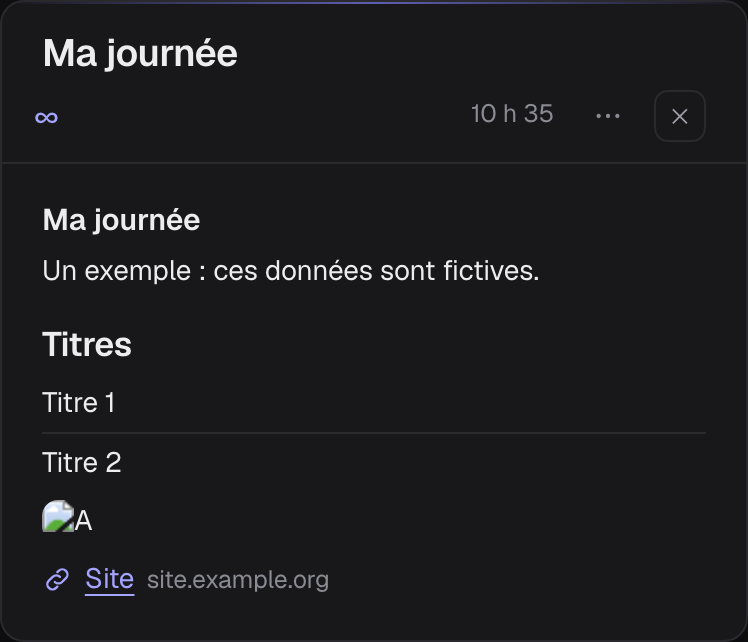 Ma journée
∞ 10 h 35 ...
Ma journée
Un exemple : ces données sont fictives.
Titres
Titre 1
Titre 2
A
Site site.example.org